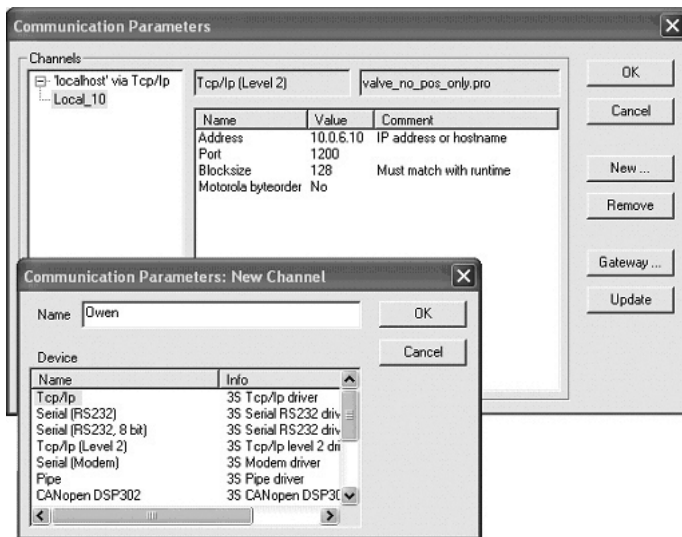 Communication Parameters
Channels
'localhost' via Tcp/Ip
Local_10
Tcp/Ip (Level 2)
valve_no_pos_only.pro
Name Value Comment
Address 10.0.6.10 IP address or hostname
Port 1200
Blocksize 128 Must match with runtime
Motorola byteorder No
OK
Cancel
New ...
Remove
Gateway ...
Update
Communication Parameters: New Channel
Name Owen
OK
Cancel
Device
Name Info
Tcp/Ip 3S Tcp/Ip driver
Serial (RS232) 3S Serial RS232 driv
Serial (RS232, 8 bit) 3S Serial RS232 driv
Tcp/Ip (Level 2) 3S Tcp/Ip level 2 dri
Serial (Modem) 3S Modem driver
Pipe 3S Pipe driver
CANopen DSP302 3S CANopen DSP30